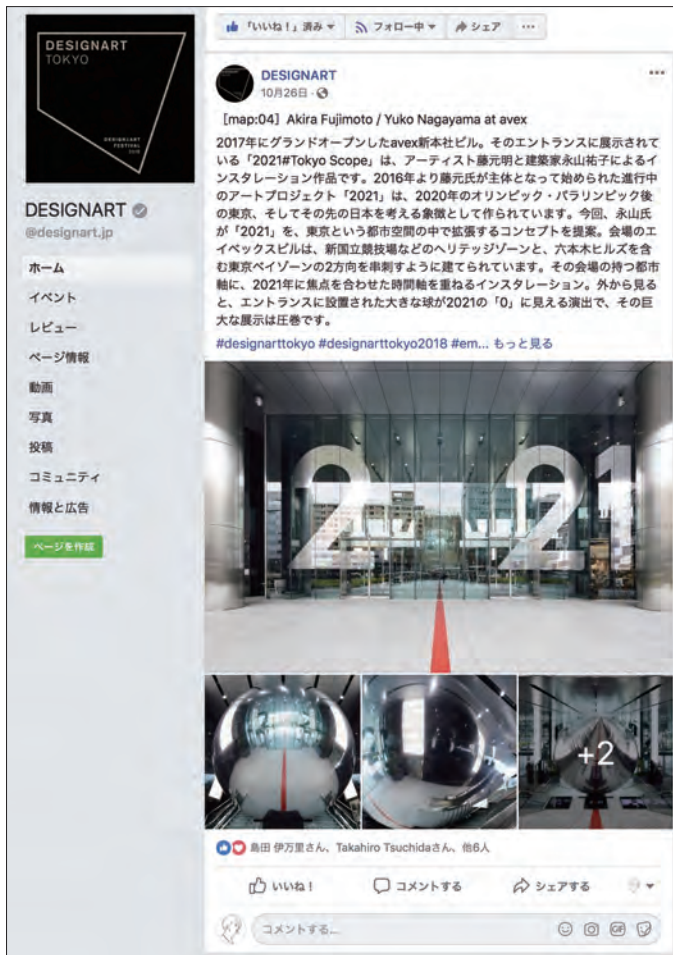 DESIGNART
TOKYO
DESIGNART
FESTIVAL
2018
DESIGNART
@designart.jp
ホーム
イベント
レビュー
ページ情報
動画
写真
投稿
コミュニティ
情報と広告
ページを作成
「いいね！」済み
フォロー中
シェア
DESIGNART
10月26日
［map:04］Akira Fujimoto / Yuko Nagayama at avex
2017年にグランドオープンしたavex新本社ビル。そのエントランスに展示されて
いる「2021#Tokyo Scope」は、アーティスト藤元明と建築家永山祐子によるイン
スタレーション作品です。2016年より藤元氏が主体となって始められた進行中
のアートプロジェクト「2021」は、2020年のオリンピック・パラリンピック後
の東京、そしてその先の日本を考える象徴として作られています。今回、永山氏
が「2021」を、東京という都市空間の中で拡張するコンセプトを提案。会場のエ
イベックスビルは、新国立競技場などのヘリテッジゾーンと、六本木ヒルズを含
む東京ベイゾーンの2方向を串刺すように建てられています。その会場の持つ都市
軸に、2021年に焦点を合わせた時間軸を重ねるインスタレーション。外から見る
と、エントランスに設置された大きな球が2021の「0」に見える演出で、その巨
大な展示は圧巻です。
#designarttokyo #designarttokyo2018 #em... もっと見る
2 21
+2
島田 伊万里さん、Takahiro Tsuchidaさん、他6人
いいね！
コメントする
シェアする
コメントする...
GIF